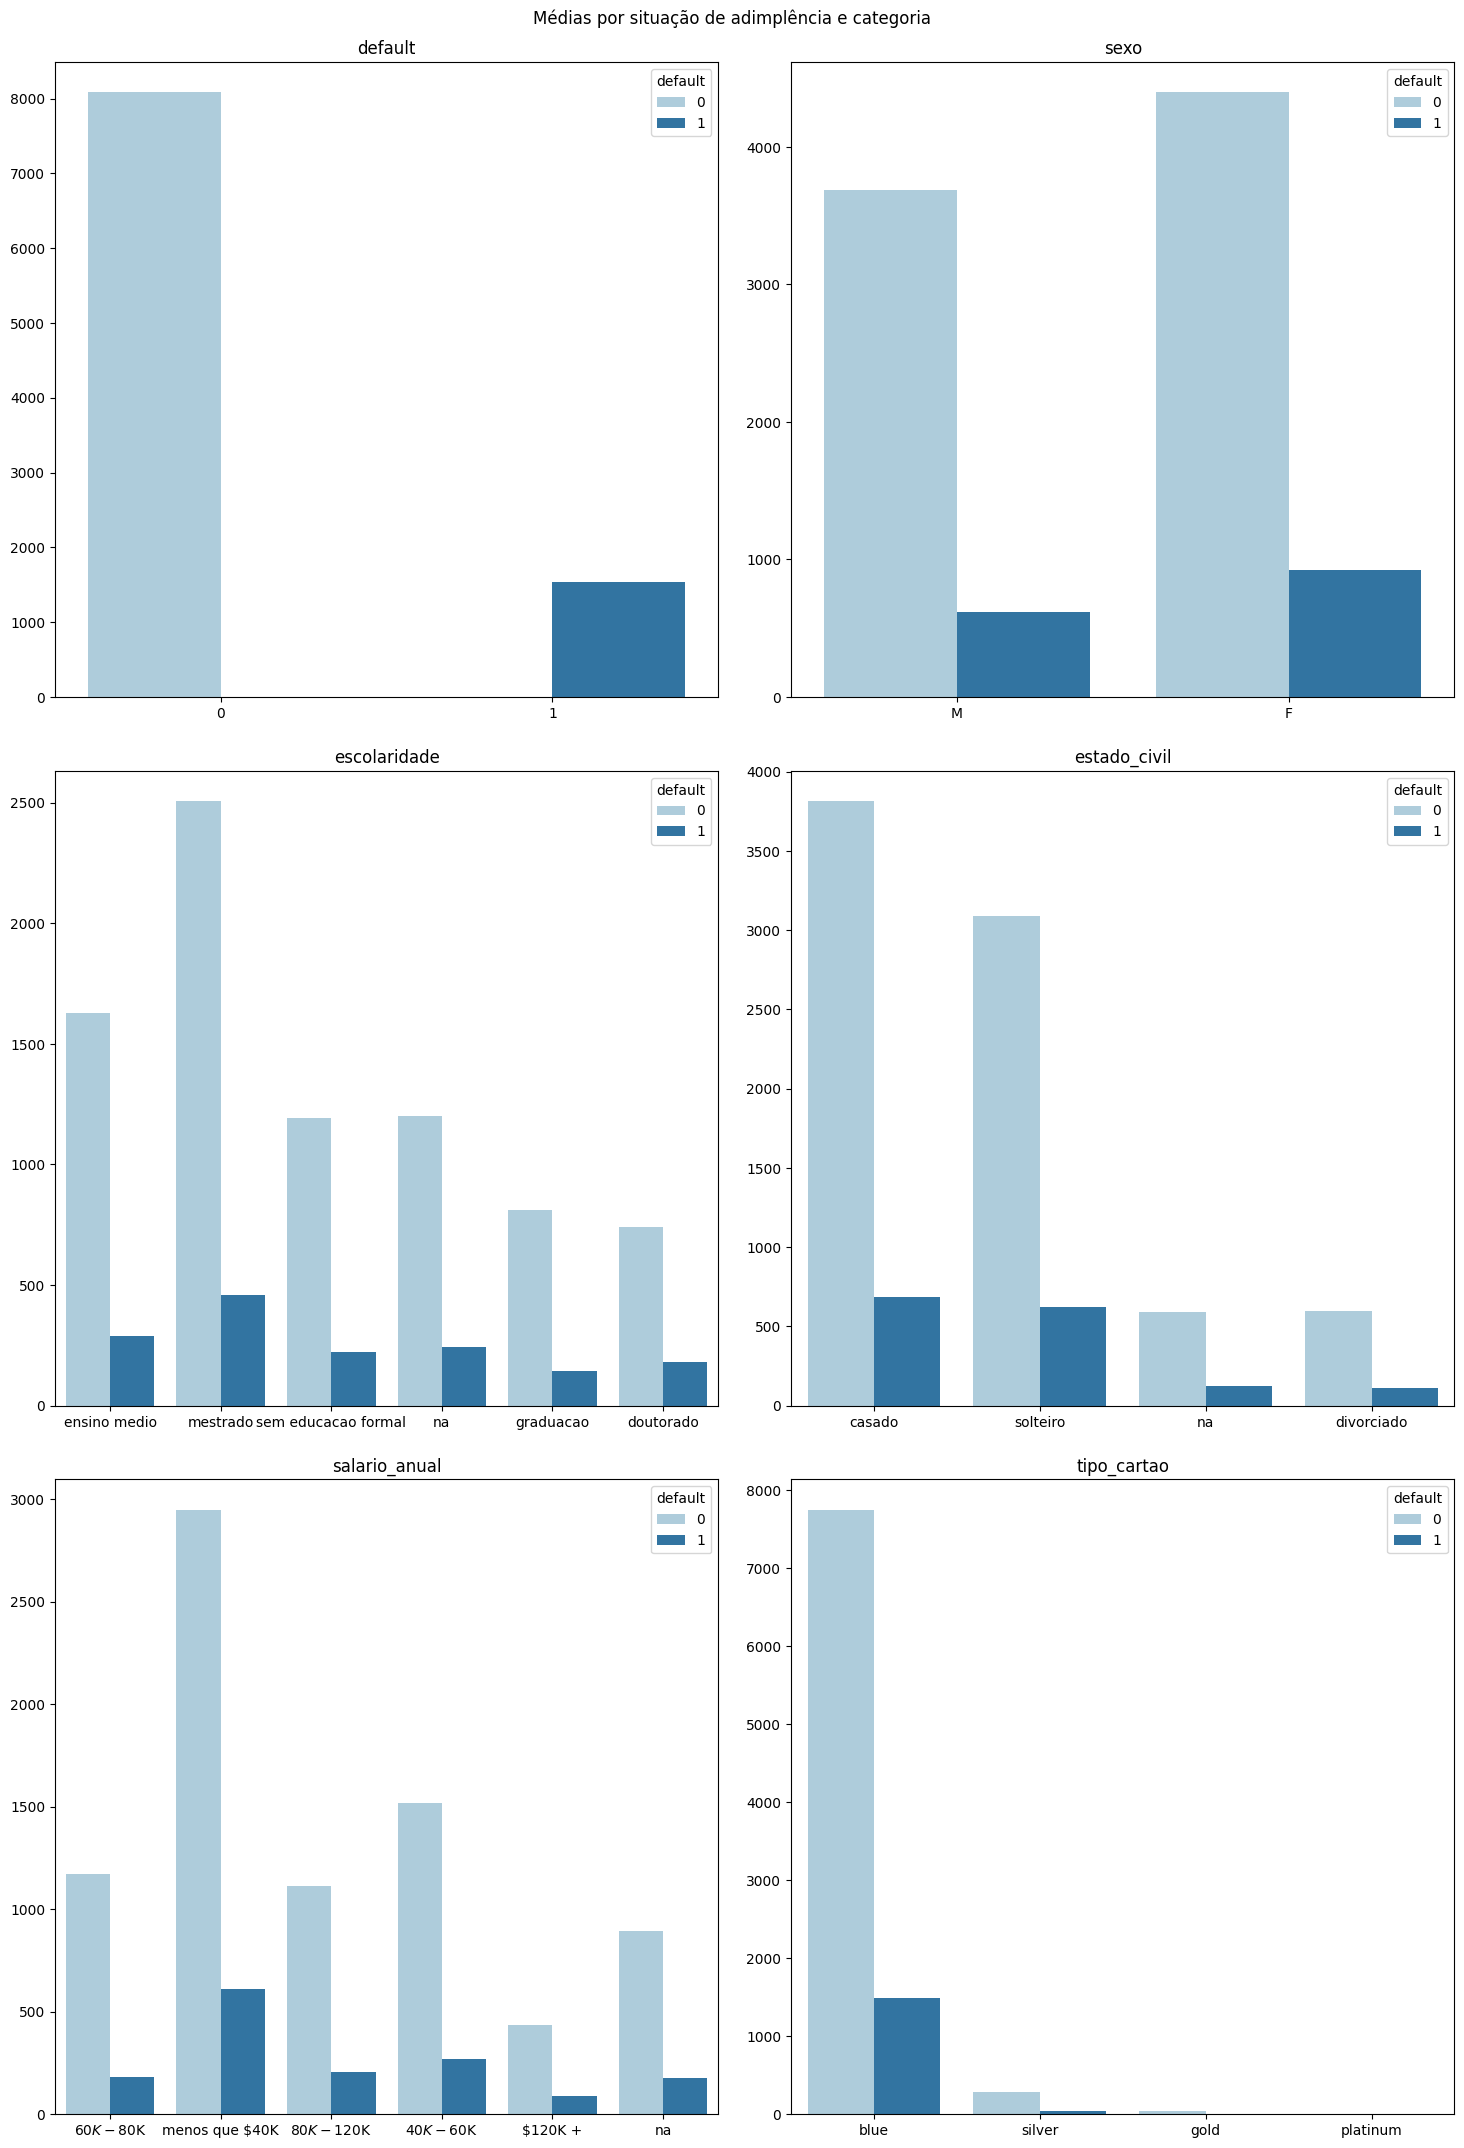 Médias por situação de adimplência e categoria
default
default
0
1
8000
7000
6000
5000
4000
3000
2000
1000
0
0
1
sexo
default
0
1
4000
3000
2000
1000
0
M
F
escolaridade
default
0
1
2500
2000
1500
1000
500
0
ensino medio
mestrado
sem educacao formal
na
graduacao
doutorado
estado_civil
default
0
1
4000
3500
3000
2500
2000
1500
1000
500
0
casado
solteiro
na
divorciado
salario_anual
default
0
1
3000
2500
2000
1500
1000
500
0
60K − 80K
menos que $40K
80K − 120K
40K − 60K
$120K +
na
tipo_cartao
default
0
1
8000
7000
6000
5000
4000
3000
2000
1000
0
blue
silver
gold
platinum